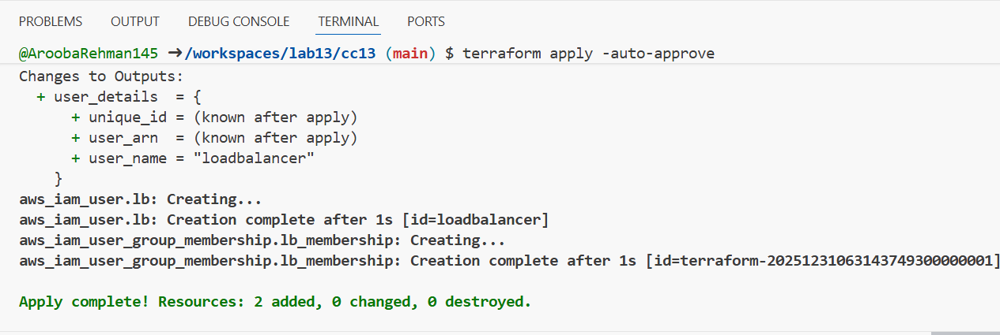 PROBLEMS OUTPUT DEBUG CONSOLE TERMINAL PORTS
@AroobaRehman145 ➜/workspaces/lab13/cc13 (main) $ terraform apply -auto-approve
Changes to Outputs:
  + user_details  = {
      + unique_id = (known after apply)
      + user_arn  = (known after apply)
      + user_name = "loadbalancer"
    }
aws_iam_user.lb: Creating...
aws_iam_user.lb: Creation complete after 1s [id=loadbalancer]
aws_iam_user_group_membership.lb_membership: Creating...
aws_iam_user_group_membership.lb_membership: Creation complete after 1s [id=terraform-20251231063143749300000001]
Apply complete! Resources: 2 added, 0 changed, 0 destroyed.